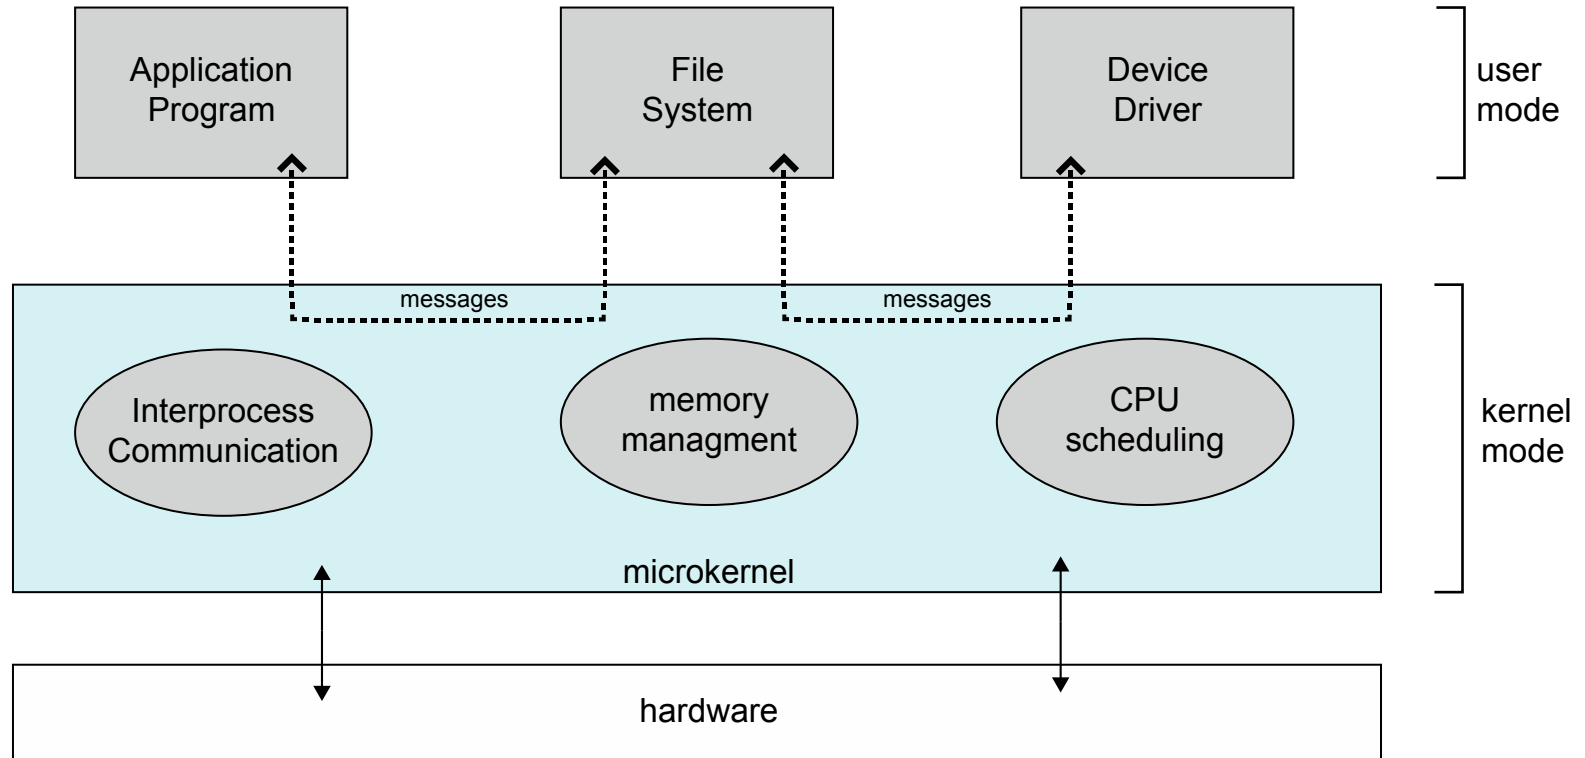 Application
Program
File
System
Device
Driver
user
mode
messages
messages
Interprocess
Communication
memory
managment
CPU
scheduling
kernel
mode
microkernel
hardware